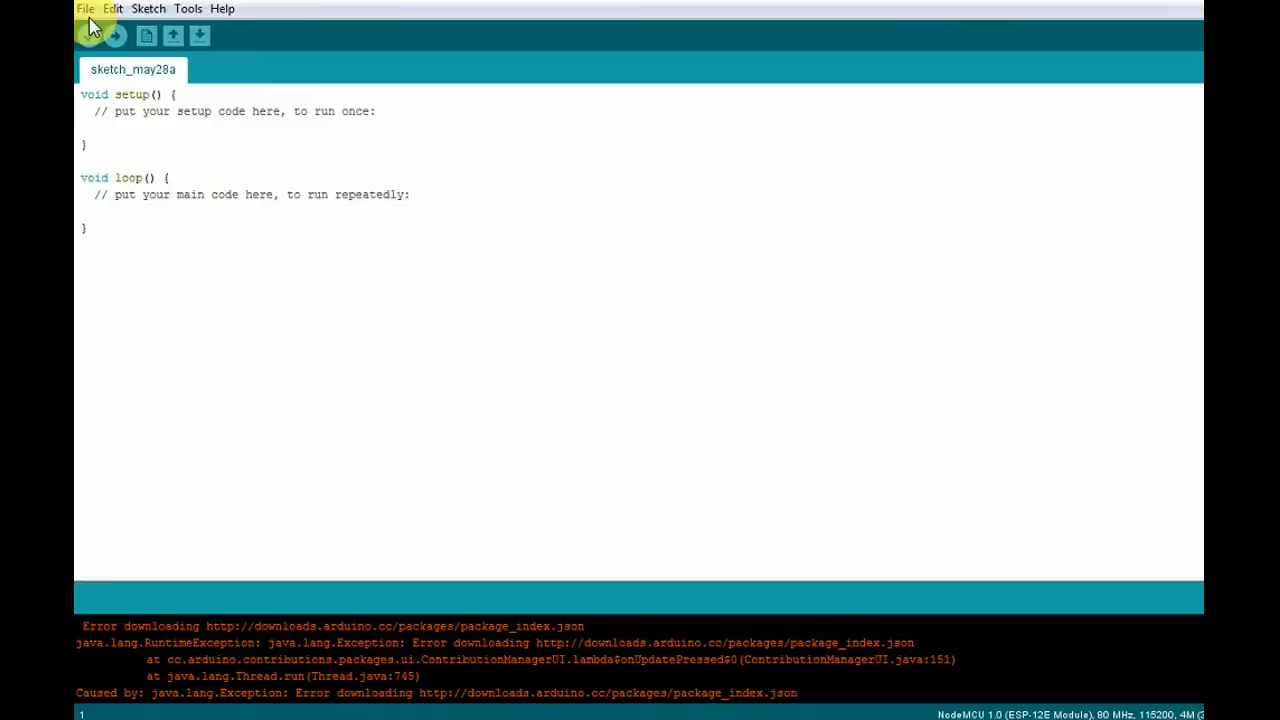 File Edit Sketch Tools Help
sketch_may28a
void setup() {
// put your setup code here, to run once:
}
void loop() {
// put your main code here, to run repeatedly:
}
Error downloading http://downloads.arduino.cc/packages/package_index.json
java.lang.RuntimeException: java.lang.Exception: Error downloading http://downloads.arduino.cc/packages/package_index.json
at cc.arduino.contributions.packages.ui.ContributionManagerUI.lambda$onUpdatePressed$0(ContributionManagerUI.java:151)
at java.lang.Thread.run(Thread.java:745)
Caused by: java.lang.Exception: Error downloading http://downloads.arduino.cc/packages/package_index.json
1 NodeMCU 1.0 (ESP-12E Module), 80 MHz, 115200, 4M (3